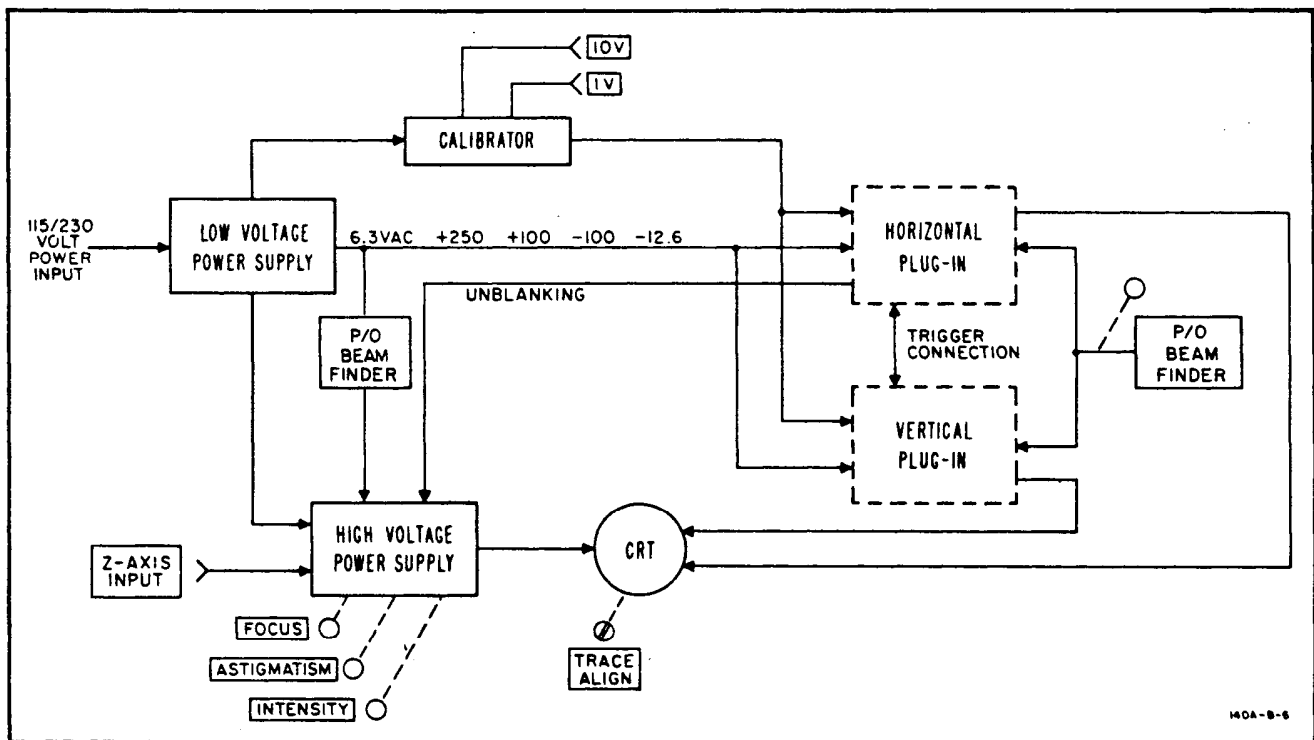 10V
1V
CALIBRATOR
115/230
VOLT
POWER
INPUT
LOW VOLTAGE
POWER SUPPLY
6.3VAC +250 +100 -100 -12.6
HORIZONTAL
PLUG-IN
UNBLANKING
P/O
BEAM
FINDER
TRIGGER
CONNECTION
P/O
BEAM
FINDER
VERTICAL
PLUG-IN
HIGH VOLTAGE
POWER SUPPLY
CRT
Z-AXIS
INPUT
FOCUS
ASTIGMATISM
INTENSITY
TRACE
ALIGN
140A-B-6